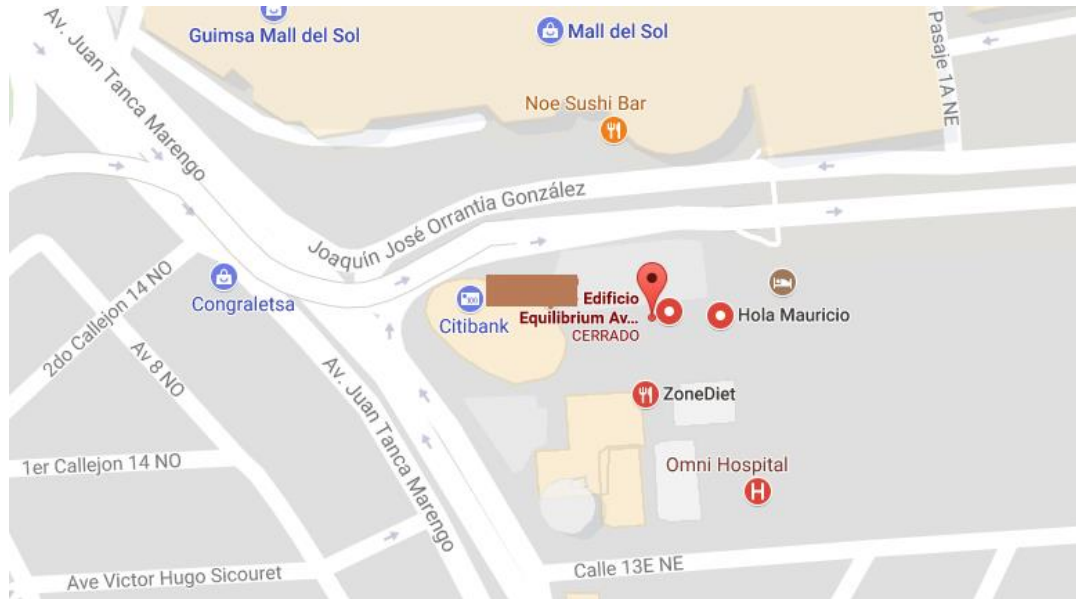 Av. Juan Tanca Marengo
Guimsa Mall del Sol
Mall del Sol
Pasaje 1A NE
Noe Sushi Bar
Joaquín José Orrantia González
2do Callejon 14 NO
Congraletsa
Citibank
Edificio
Equilibrium Av...
CERRADO
Hola Mauricio
Av 8 NO
Av. Juan Tanca Marengo
ZoneDiet
1er Callejon 14 NO
Omni Hospital
H
Ave Victor Hugo Sicouret
Calle 13E NE